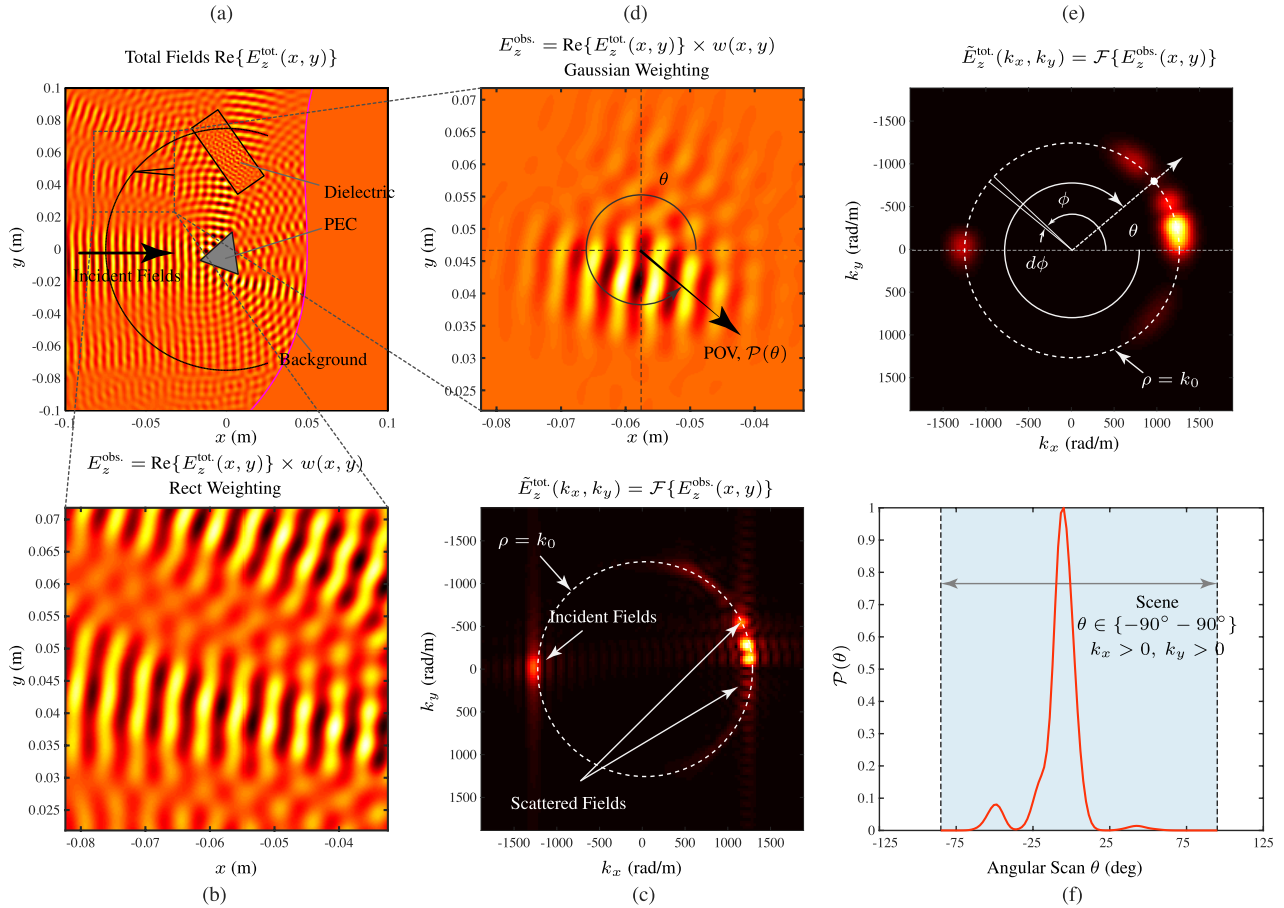 (a)
Total Fields Re{E_z^tot.(x, y)}
0.1
0.08
0.06
0.04
0.02
0
-0.02
-0.04
-0.06
-0.08
-0.1
y (m)
-0.1
-0.05
0
0.05
0.1
x (m)
Dielectric
PEC
Incident Fields
Background
E_z^obs. = Re{E_z^tot.(x, y)} × w(x, y)
Rect Weighting
0.07
0.065
0.06
0.055
0.05
0.045
0.04
0.035
0.03
0.025
y (m)
-0.08
-0.07
-0.06
-0.05
-0.04
x (m)
(b)
Ẽ_z^tot.(k_x, k_y) = F{E_z^obs.(x, y)}
-1500
-1000
-500
0
500
1000
1500
k_y (rad/m)
-1500
-1000
-500
0
500
1000
1500
k_x (rad/m)
ρ = k_0
Incident Fields
Scattered Fields
(c)
(d)
E_z^obs. = Re{E_z^tot.(x, y)} × w(x, y)
Gaussian Weighting
0.07
0.065
0.06
0.055
0.05
0.045
0.04
0.035
0.03
0.025
y (m)
-0.08
-0.07
-0.06
-0.05
-0.04
x (m)
θ
POV, P(θ)
(e)
Ẽ_z^tot.(k_x, k_y) = F{E_z^obs.(x, y)}
-1500
-1000
-500
0
500
1000
1500
k_y (rad/m)
-1500
-1000
-500
0
500
1000
1500
k_x (rad/m)
ϕ
θ
dϕ
ρ = k_0
1
0.9
0.8
0.7
0.6
0.5
0.4
0.3
0.2
0.1
0
P(θ)
-125
-75
-25
25
75
125
Angular Scan θ (deg)
Scene
θ ∈ {−90° − 90°}
k_x > 0, k_y > 0
(f)